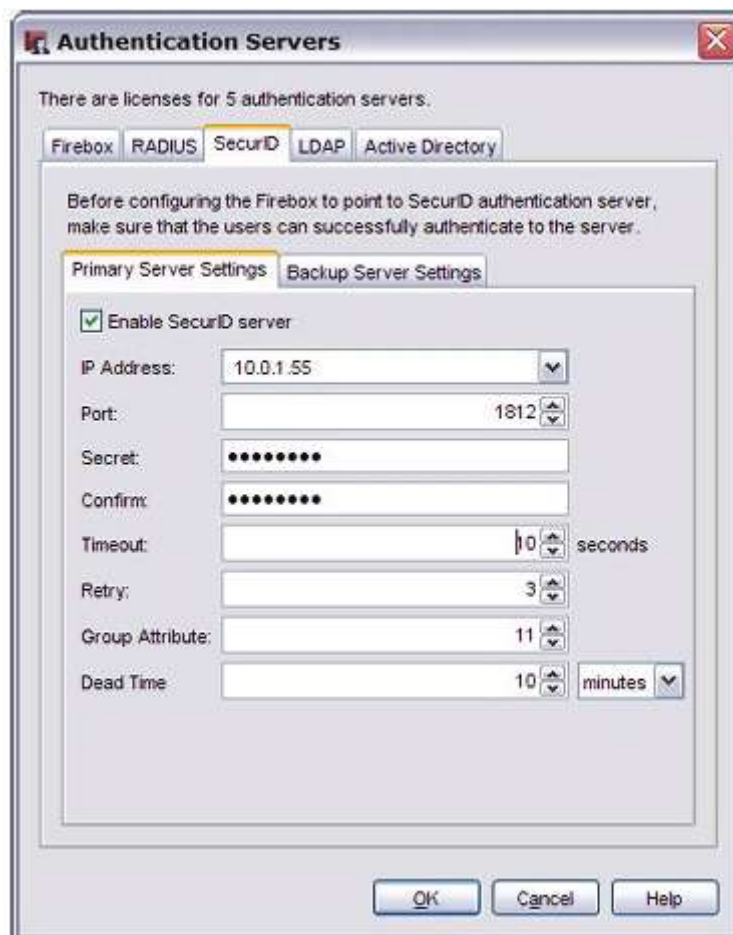 Authentication Servers
There are licenses for 5 authentication servers.
Firebox RADIUS SecurID LDAP Active Directory
Before configuring the Firebox to point to SecurID authentication server,
make sure that the users can successfully authenticate to the server.
Primary Server Settings Backup Server Settings
Enable SecurID server
IP Address: 10.0.1.55
Port: 1812
Secret: ●●●●●●●●
Confirm: ●●●●●●●●
Timeout: 10 seconds
Retry: 3
Group Attribute: 11
Dead Time 10 minutes
OK Cancel Help